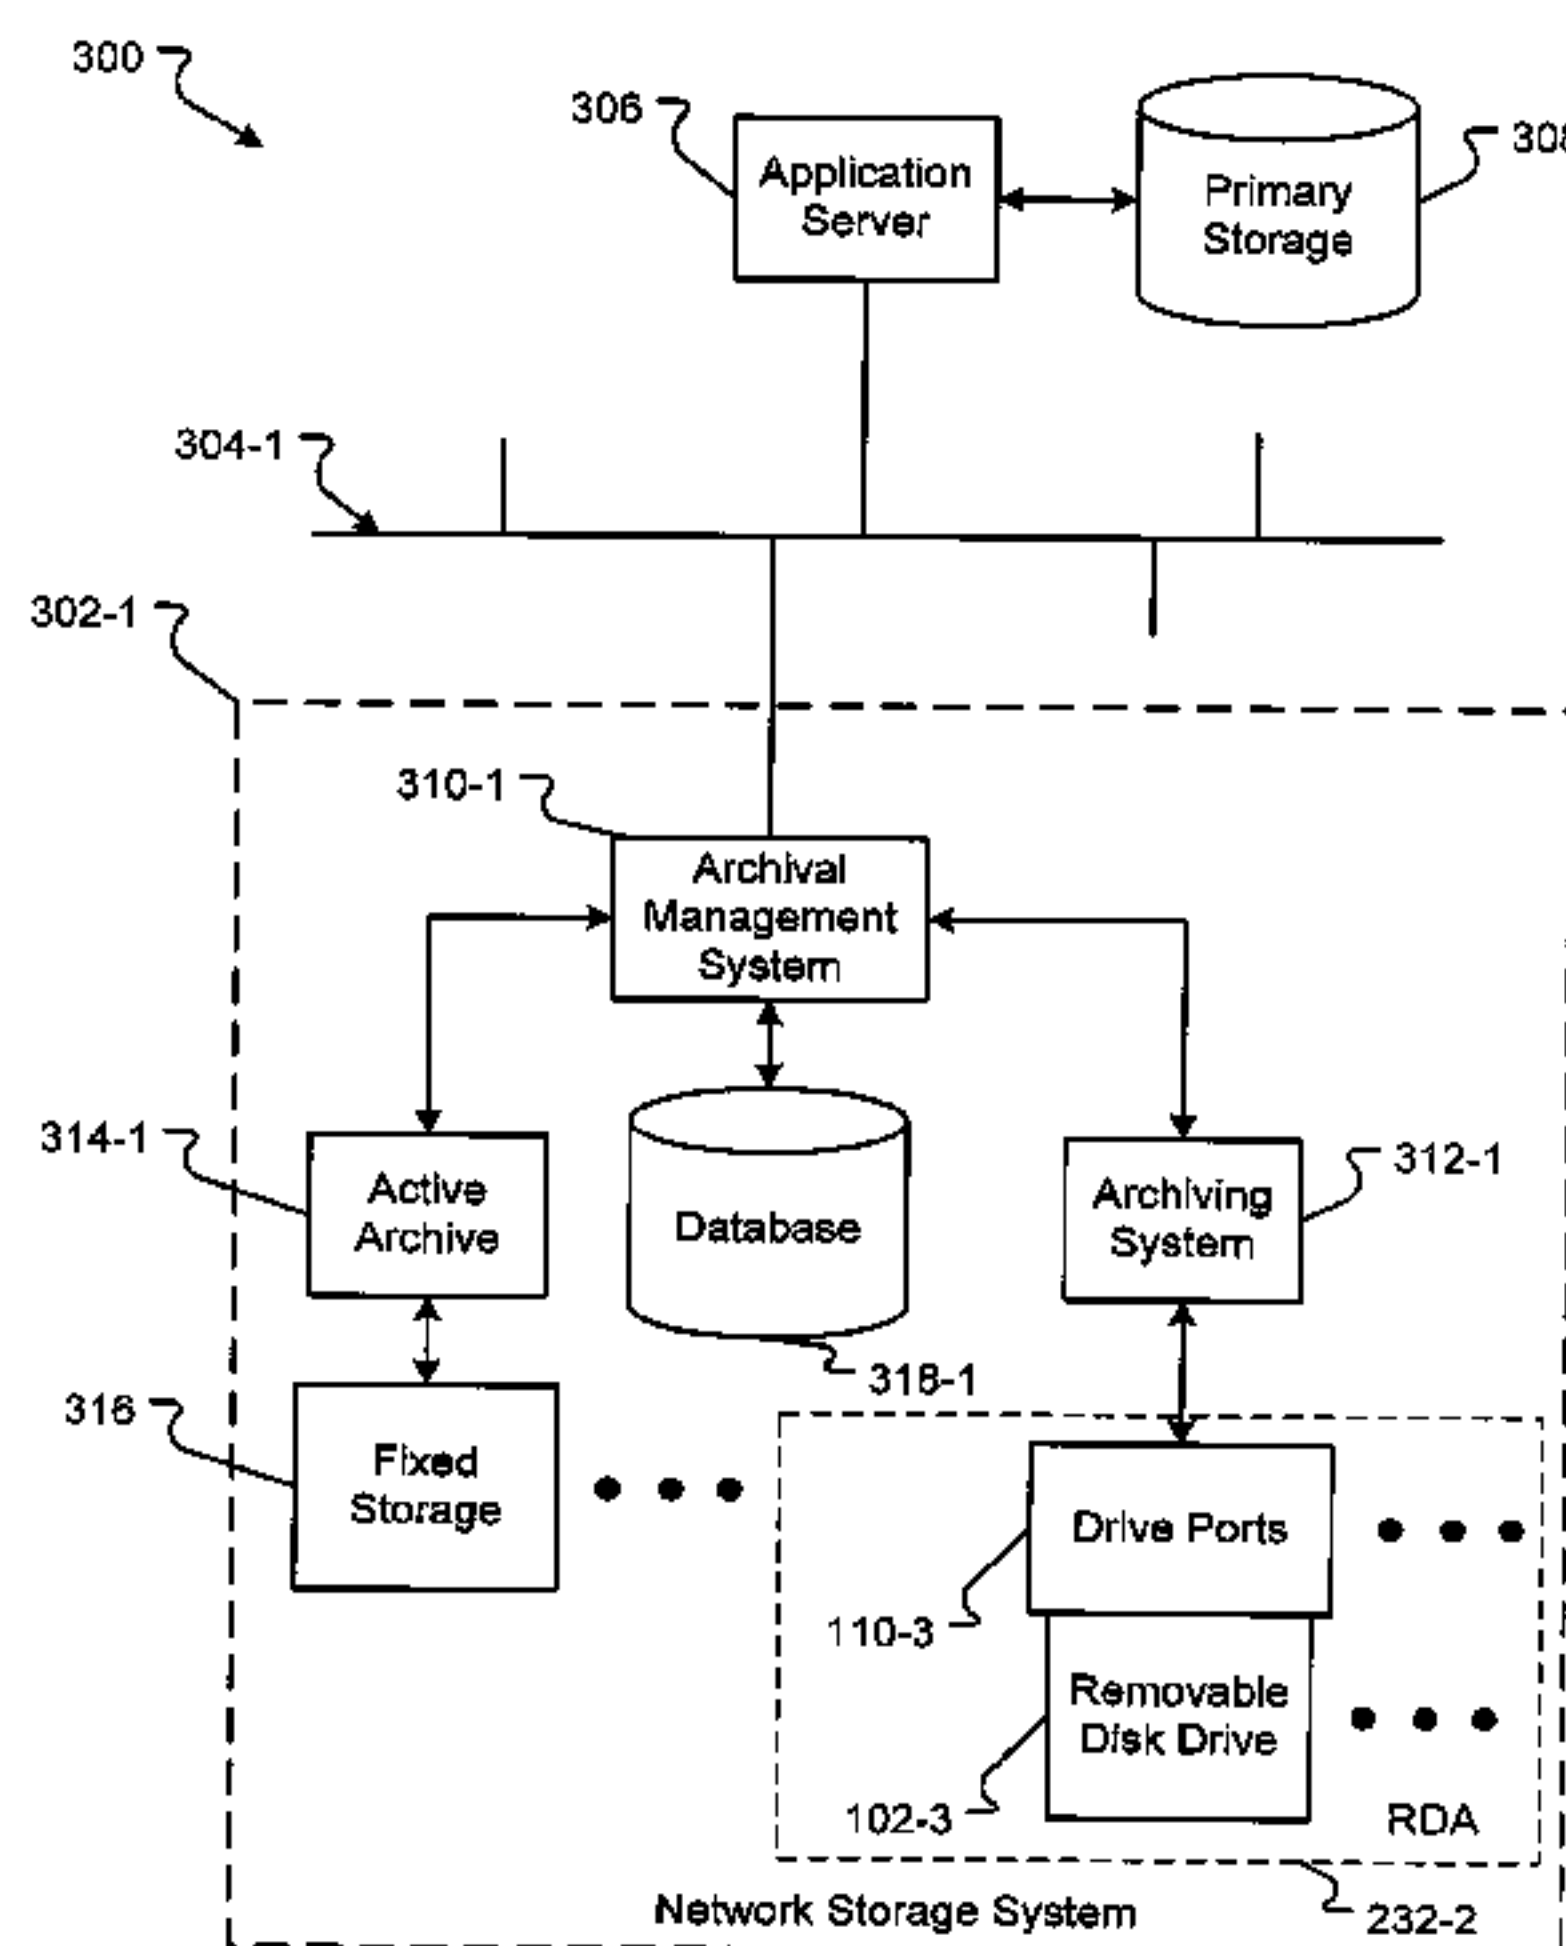 300
306
Application
Server
Primary
Storage
308
304-1
302-1
310-1
Archival
Management
System
314-1
Active
Archive
Database
318-1
Archiving
System
312-1
316
Fixed
Storage
Drive Ports
110-3
Removable
Disk Drive
102-3
RDA
Network Storage System
232-2